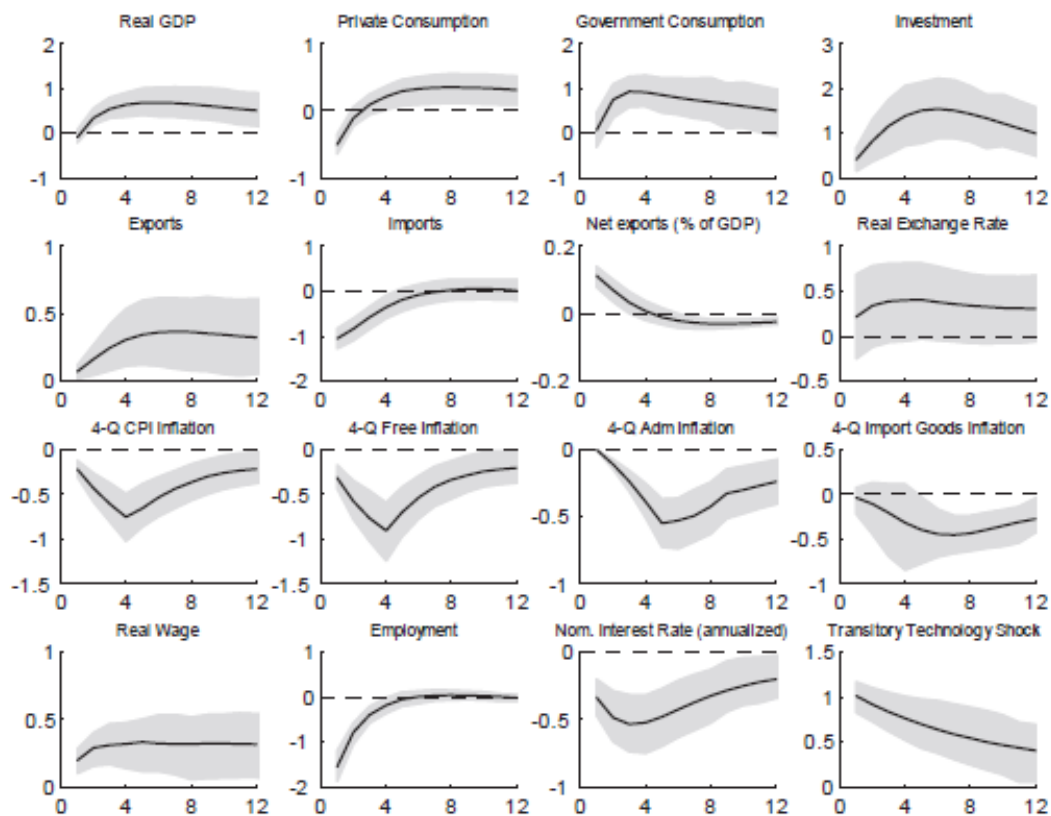 Real GDP Private Consumption Government Consumption Investment
2 1 2 3
1 0 1 2
0 0 1
-1 -1 -1 0
0 4 8 12 0 4 8 12 0 4 8 12 0 4 8 12
Exports Imports Net exports (% of GDP) Real Exchange Rate
1 1 0.2 1
0.5 0 0 0.5
-1 0
0 -2 -0.2 -0.5
0 4 8 12 0 4 8 12 0 4 8 12 0 4 8 12
4-Q CPI Inflation 4-Q Free Inflation 4-Q Adm Inflation 4-Q Import Goods Inflation
0 0 0 0.5
-0.5 -0.5 -0.5 0
-1 -1 -0.5
-1.5 -1.5 -1 -1
0 4 8 12 0 4 8 12 0 4 8 12 0 4 8 12
Real Wage Employment Nom. Interest Rate (annualized) Transitory Technology Shock
1 1 0 1.5
0.5 0 -0.5 1
-1 0.5
0 -2 -1 0
0 4 8 12 0 4 8 12 0 4 8 12 0 4 8 12